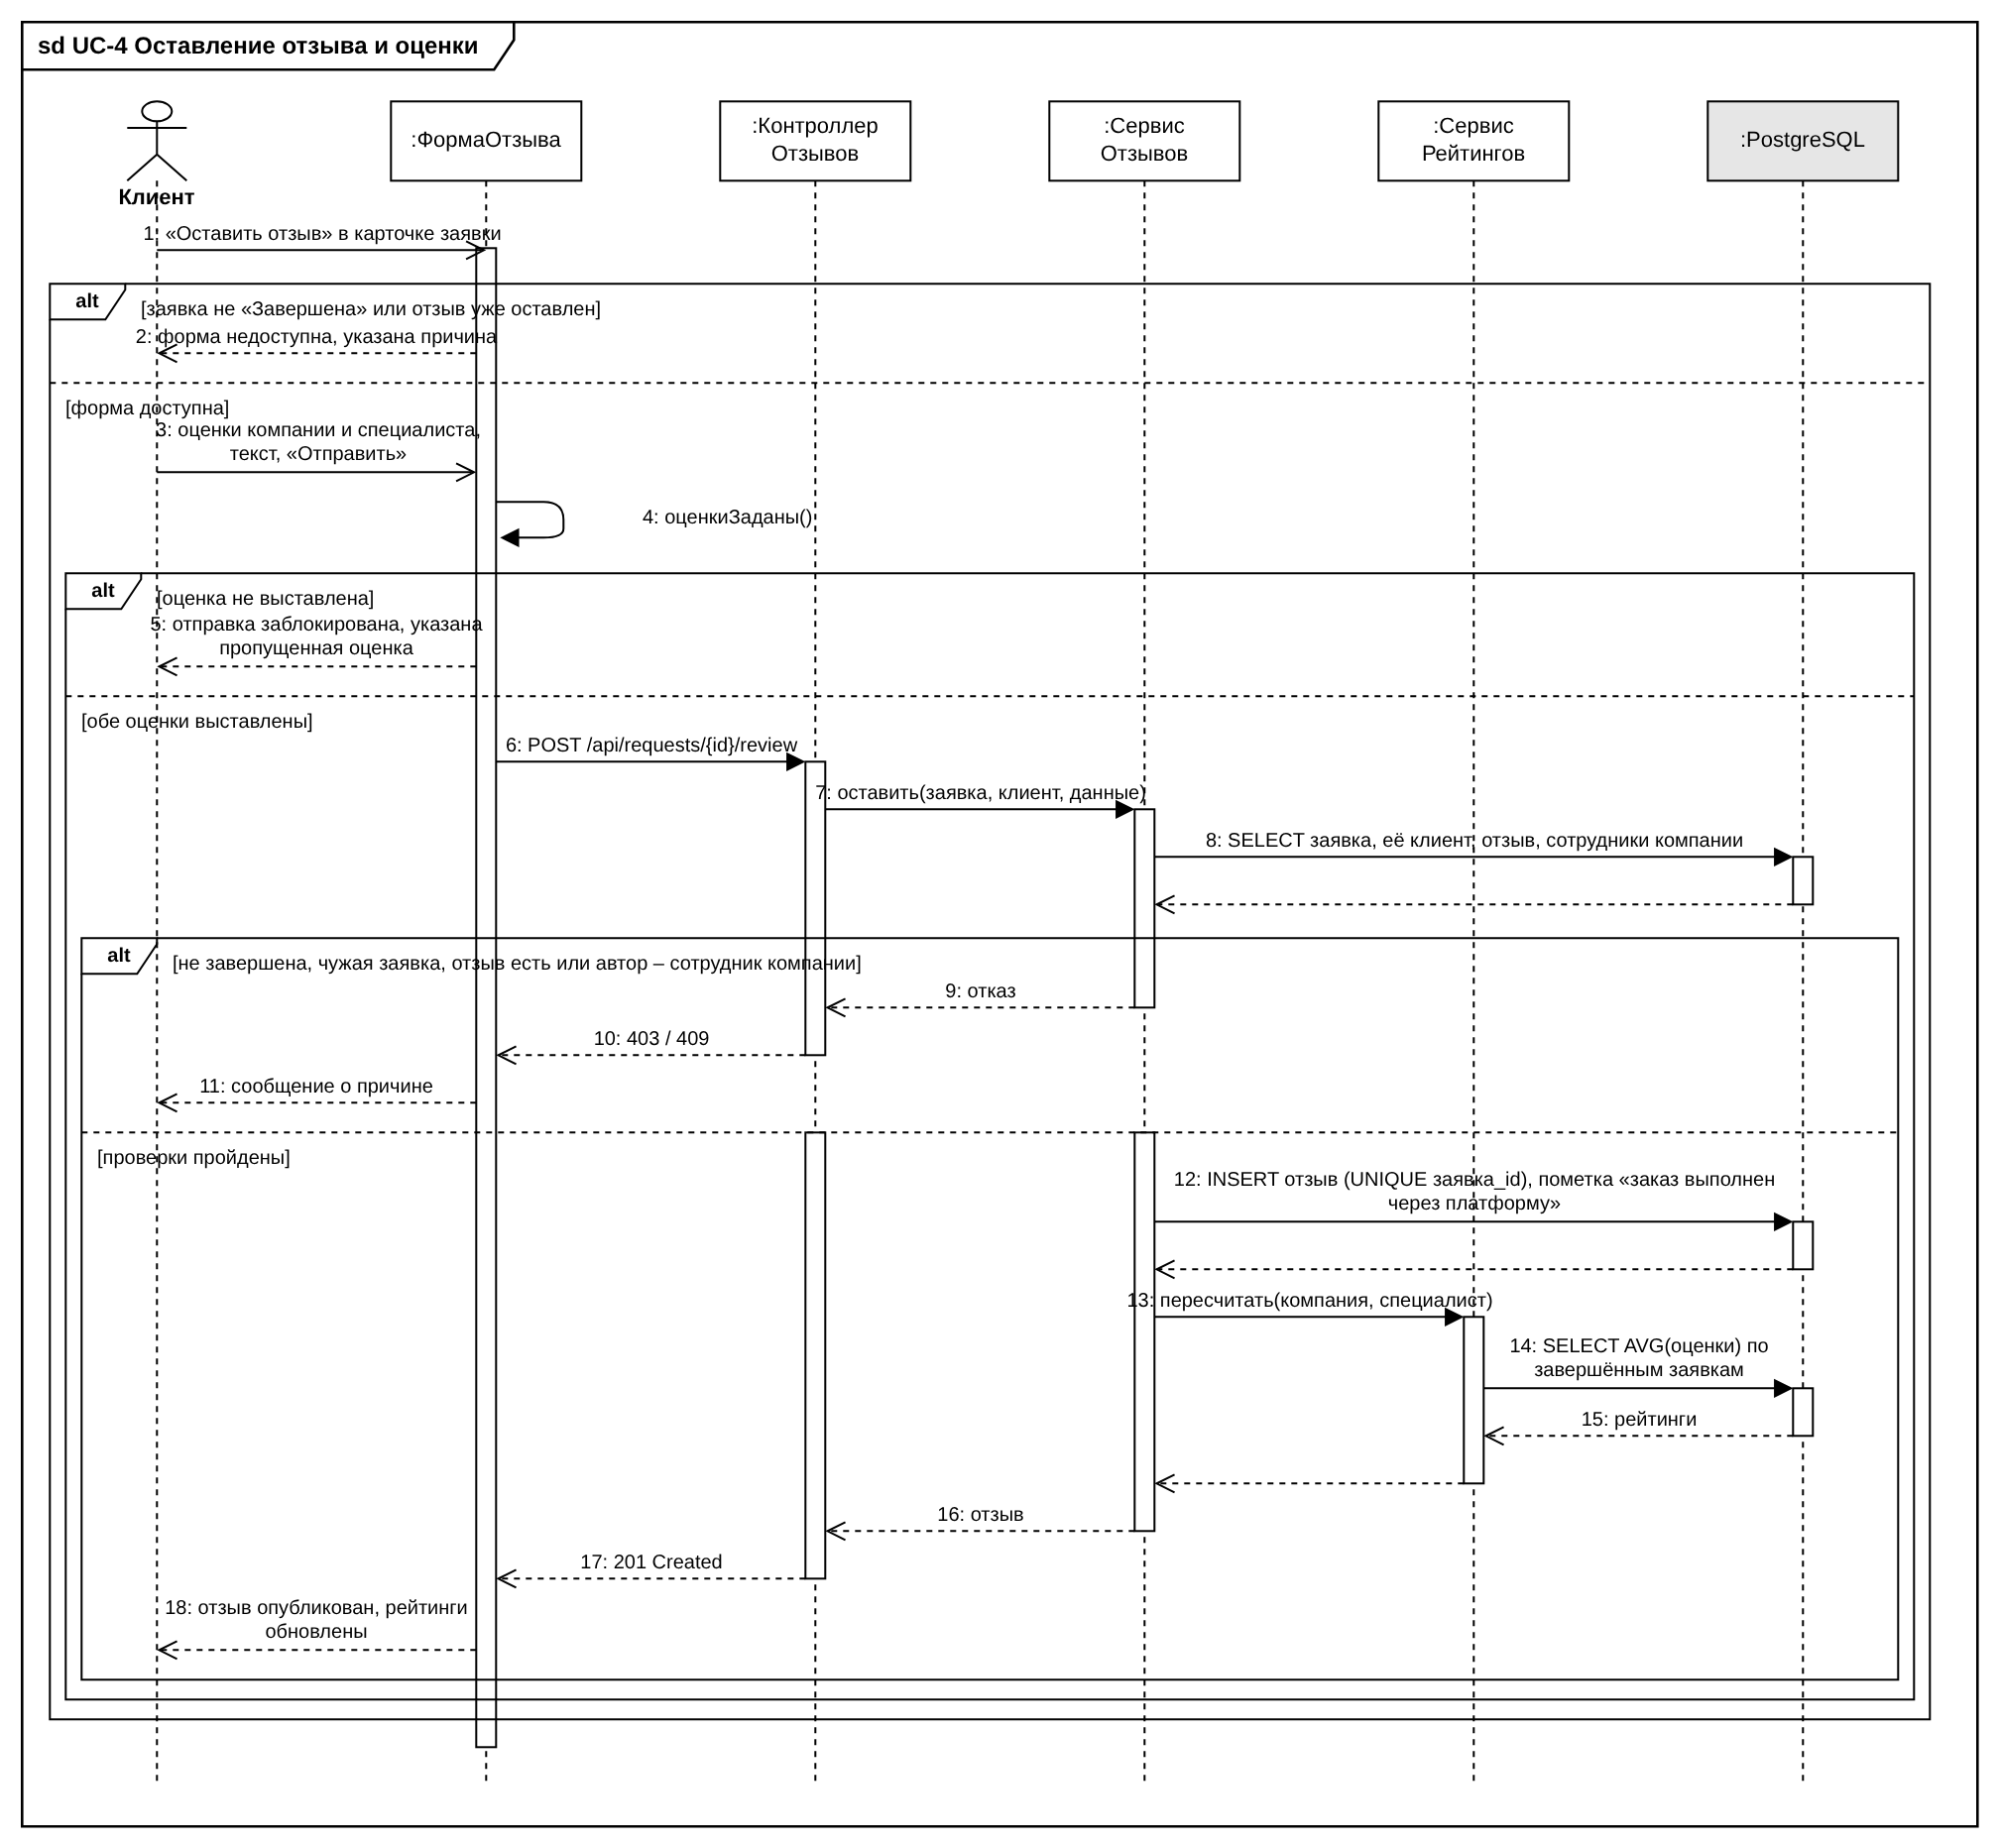 sd UC-4 Оставление отзыва и оценки
Клиент
:ФормаОтзыва
:Контроллер
Отзывов
:Сервис
Отзывов
:Сервис
Рейтингов
:PostgreSQL
1: «Оставить отзыв» в карточке заявки
alt
[заявка не «Завершена» или отзыв уже оставлен]
2: форма недоступна, указана причина
[форма доступна]
3: оценки компании и специалиста,
текст, «Отправить»
4: оценкиЗаданы()
alt
[оценка не выставлена]
5: отправка заблокирована, указана
пропущенная оценка
[обе оценки выставлены]
6: POST /api/requests/{id}/review
7: оставить(заявка, клиент, данные)
8: SELECT заявка, её клиент, отзыв, сотрудники компании
alt
[не завершена, чужая заявка, отзыв есть или автор – сотрудник компании]
9: отказ
10: 403 / 409
11: сообщение о причине
[проверки пройдены]
12: INSERT отзыв (UNIQUE заявка_id), пометка «заказ выполнен
через платформу»
13: пересчитать(компания, специалист)
14: SELECT AVG(оценки) по
завершённым заявкам
15: рейтинги
16: отзыв
17: 201 Created
18: отзыв опубликован, рейтинги
обновлены